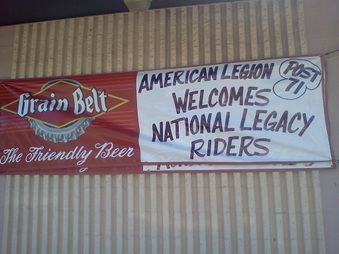 Grain Belt
The Friendly Beer
AMERICAN LEGION
POST
71
WELCOMES
NATIONAL LEGACY
RIDERS